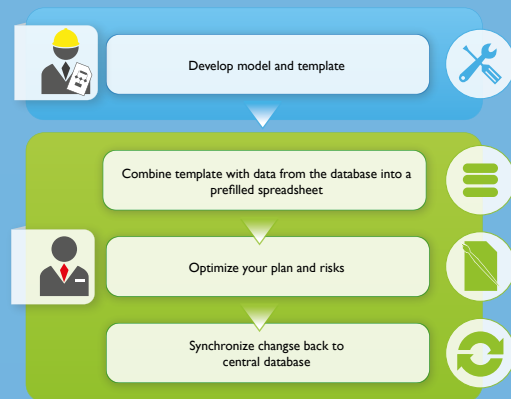 Develop model and template
Combine template with data from the database into a
prefilled spreadsheet
Optimize your plan and risks
Synchronize changse back to
central database